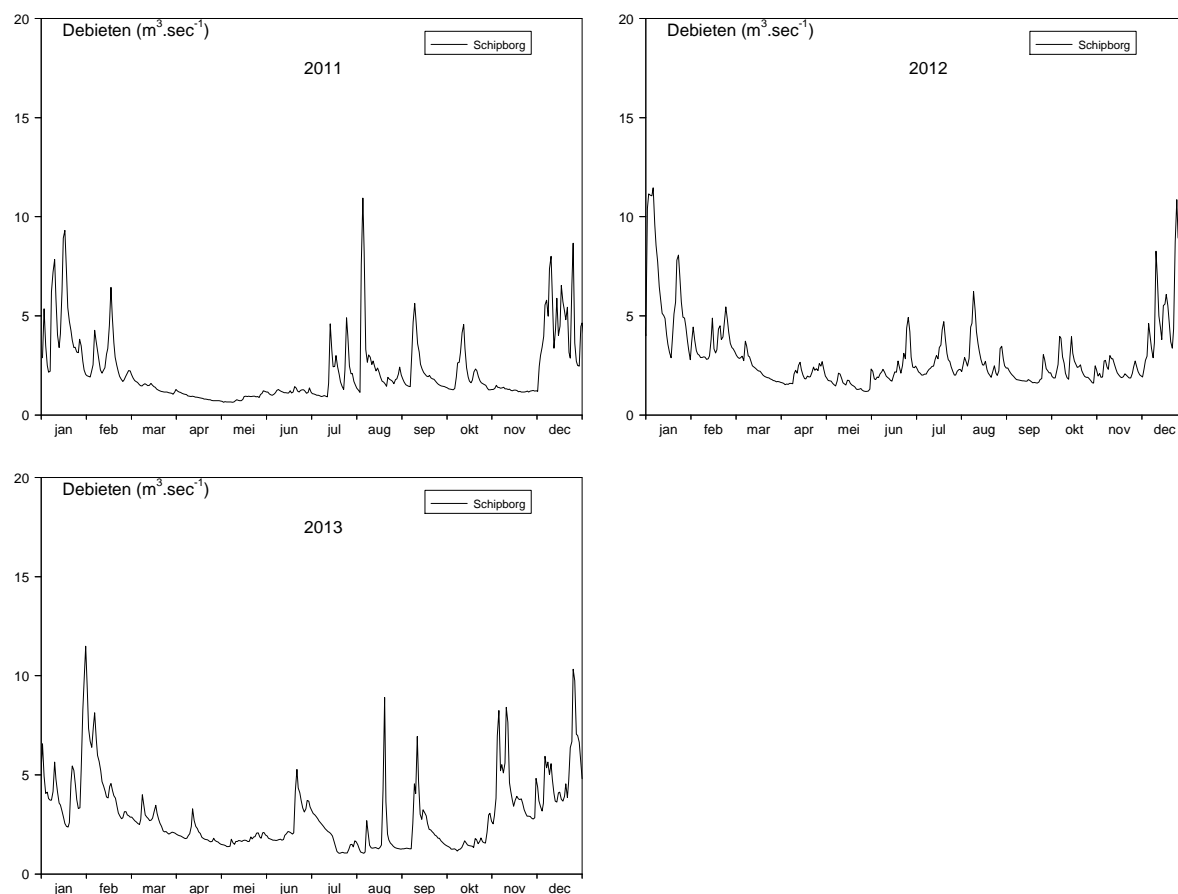 Debieten (m³.sec⁻¹)
Schipborg
2011
20
15
10
5
0
jan feb mar apr mei jun jul aug sep okt nov dec
Debieten (m³.sec⁻¹)
Schipborg
2012
20
15
10
5
0
jan feb mar apr mei jun jul aug sep okt nov dec
Debieten (m³.sec⁻¹)
Schipborg
2013
20
15
10
5
0
jan feb mar apr mei jun jul aug sep okt nov dec